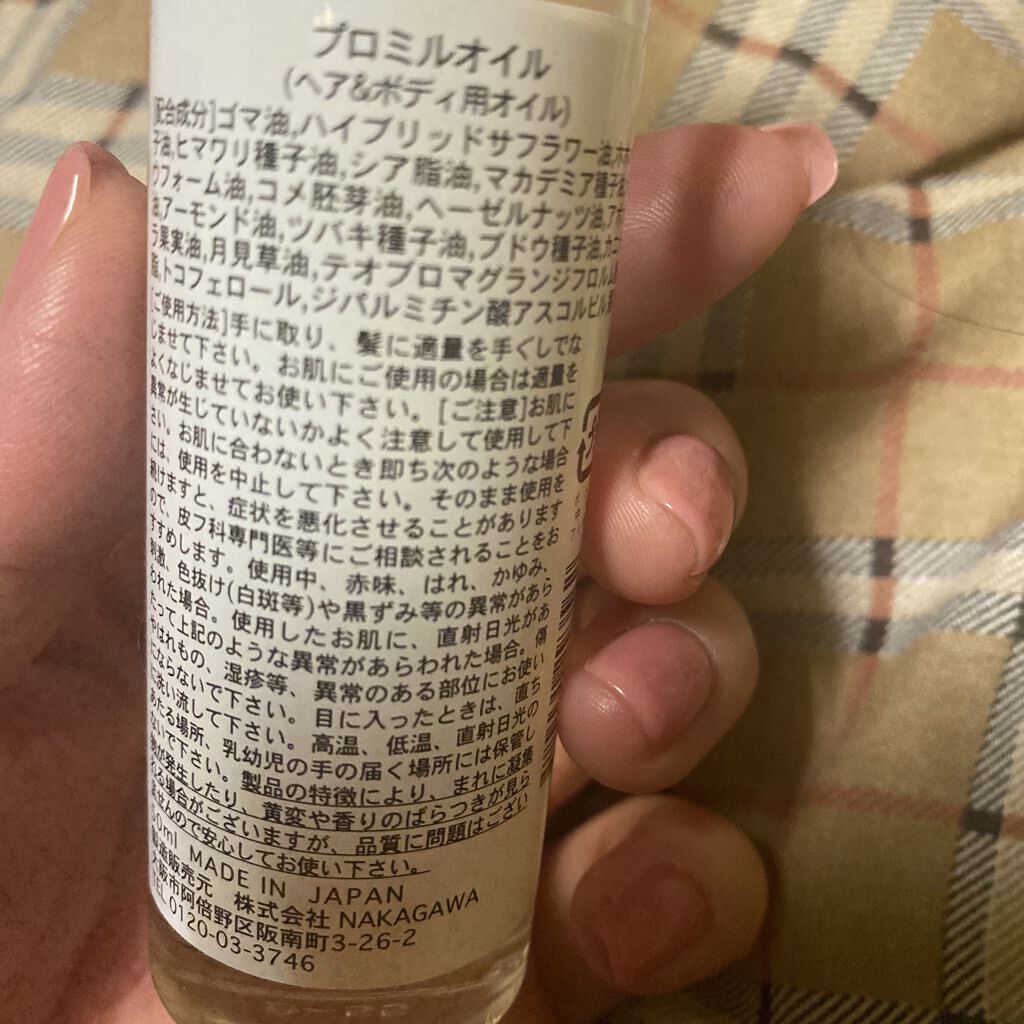 プロミルオイル
(ヘア&ボディ用オイル)
[配合成分]ゴマ油,ハイブリッドサフラワー油,ホホ
子油,ヒマワリ種子油,シア脂油,マカデミア種子油
ウフォーム油,コメ胚芽油,ヘーゼルナッツ油,アボ
油,アーモンド油,ツバキ種子油,ブドウ種子油,カニ
ラ果実油,月見草油,テオブロマグランジフロルム
脂,トコフェロール,ジパルミチン酸アスコルビル
[ご使用方法]手に取り、髪に適量を手ぐしでな
じませて下さい。お肌にご使用の場合は適量を
よくなじませてお使い下さい。[ご注意]お肌に
異常が生じていないかよく注意して使用して下
さい。お肌に合わないとき即ち次のような場合
には、使用を中止して下さい。そのまま使用を
続けますと、症状を悪化させることがあります
ので、皮フ科専門医等にご相談されることをお
すすめします。使用中、赤味、はれ、かゆみ、
刺激、色抜け(白斑等)や黒ずみ等の異常があら
われた場合。使用したお肌に、直射日光があ
たって上記のような異常があらわれた場合。傷
やはれもの、湿疹等、異常のある部位にお使い
にならないで下さい。目に入ったときは、直ち
に洗い流して下さい。高温、低温、直射日光の
あたる場所、乳幼児の手の届く場所には保管し
ないで下さい。製品の特徴により、まれに凝集
物が発生したり、黄変や香りのばらつきが見ら
れる場合がございますが、品質に問題はござい
ませんので安心してお使い下さい。
50ml MADE IN JAPAN
製造販売元 株式会社 NAKAGAWA
大阪市阿倍野区阪南町3-26-2
TEL 0120-03-3746